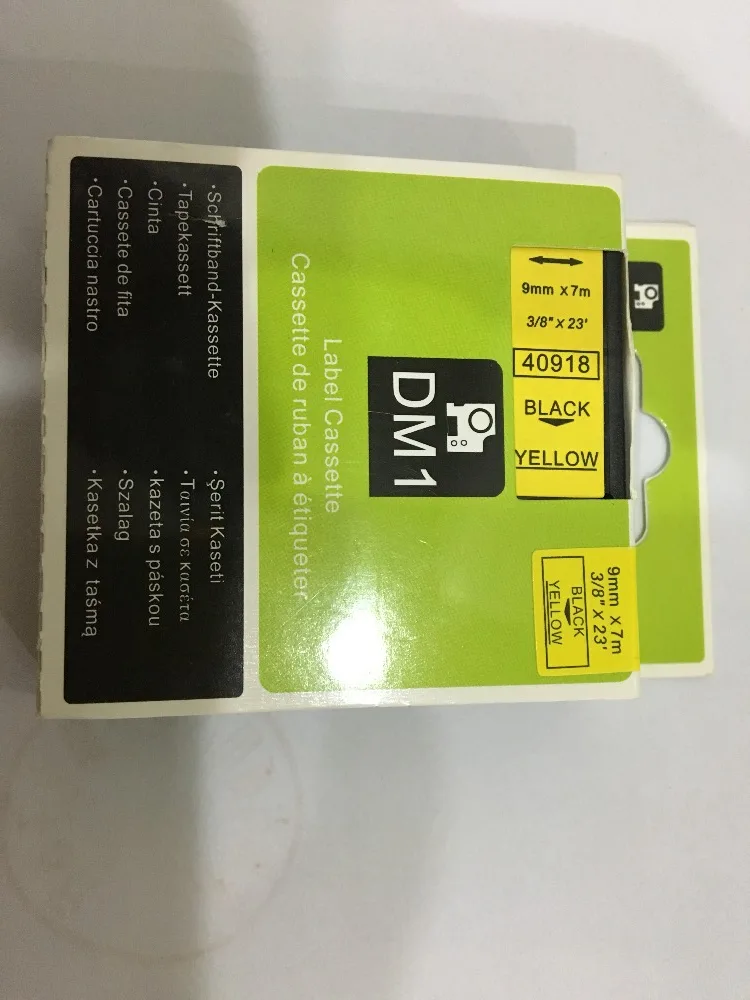 9mm x 7m
3/8" x 23'
40918
BLACK
YELLOW
9mm x 7m
3/8" x 23'
BLACK
YELLOW
DM1
Label Cassette
Cassette de ruban à étiqueter
·Schriftband-Kassette
·Tapekassett
·Cinta
·Cassete de fita
·Cartuccia nastro
·Şerit Kaseti
·Ταινία σε κασέτα
·kazeta s páskou
·Szalag
·Kasetka z taśmą